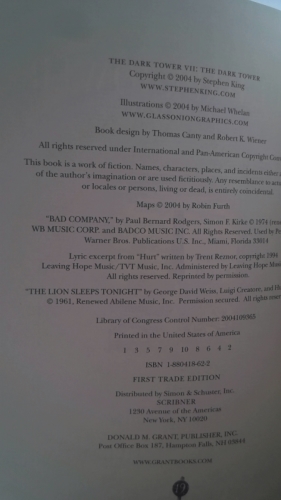 THE DARK TOWER VII: THE DARK TOWER
Copyright © 2004 by Stephen King
WWW.STEPHENKING.COM
Illustrations © 2004 by Michael Whelan
WWW.GLASSONIONGRAPHICS.COM
Book design by Thomas Canty and Robert K. Wiener
All rights reserved under International and Pan-American Copyright
This book is a work of fiction. Names, characters, places, and incidents either
of the author's imagination or are used fictitiously. Any resemblance to
or locales or persons, living or dead, is entirely coincidental.
Maps © 2004 by Robin Furth
"BAD COMPANY," by Paul Bernard Rodgers, Simon F. Kirke © 1974
WB MUSIC CORP. and BADCO MUSIC INC. All Rights Reserved. Used by
Warner Bros. Publications U.S. Inc., Miami, Florida 33014
Lyric excerpt from "Hurt" written by Trent Reznor, copyright 1994
Leaving Hope Music/TVT Music, Inc. Administered by Leaving Hope
All rights reserved. Reprinted by permission.
"THE LION SLEEPS TONIGHT" by George David Weiss, Luigi Creatore, and
© 1961, Renewed Abilene Music, Inc. Permission secured. All rights
Library of Congress Control Number:
Printed in the United States of America
1 3 5 7 9 10 8 6 4 2
ISBN 1-880418-62-2
FIRST TRADE EDITION
Distributed by Simon & Schuster, Inc.
SCRIBNER
1230 Avenue of the Americas
New York, NY 10020
DONALD M. GRANT, PUBLISHER, INC.
Post Office Box 187, Hampton Falls, NH 03844
WWW.GRANTBOOKS.COM